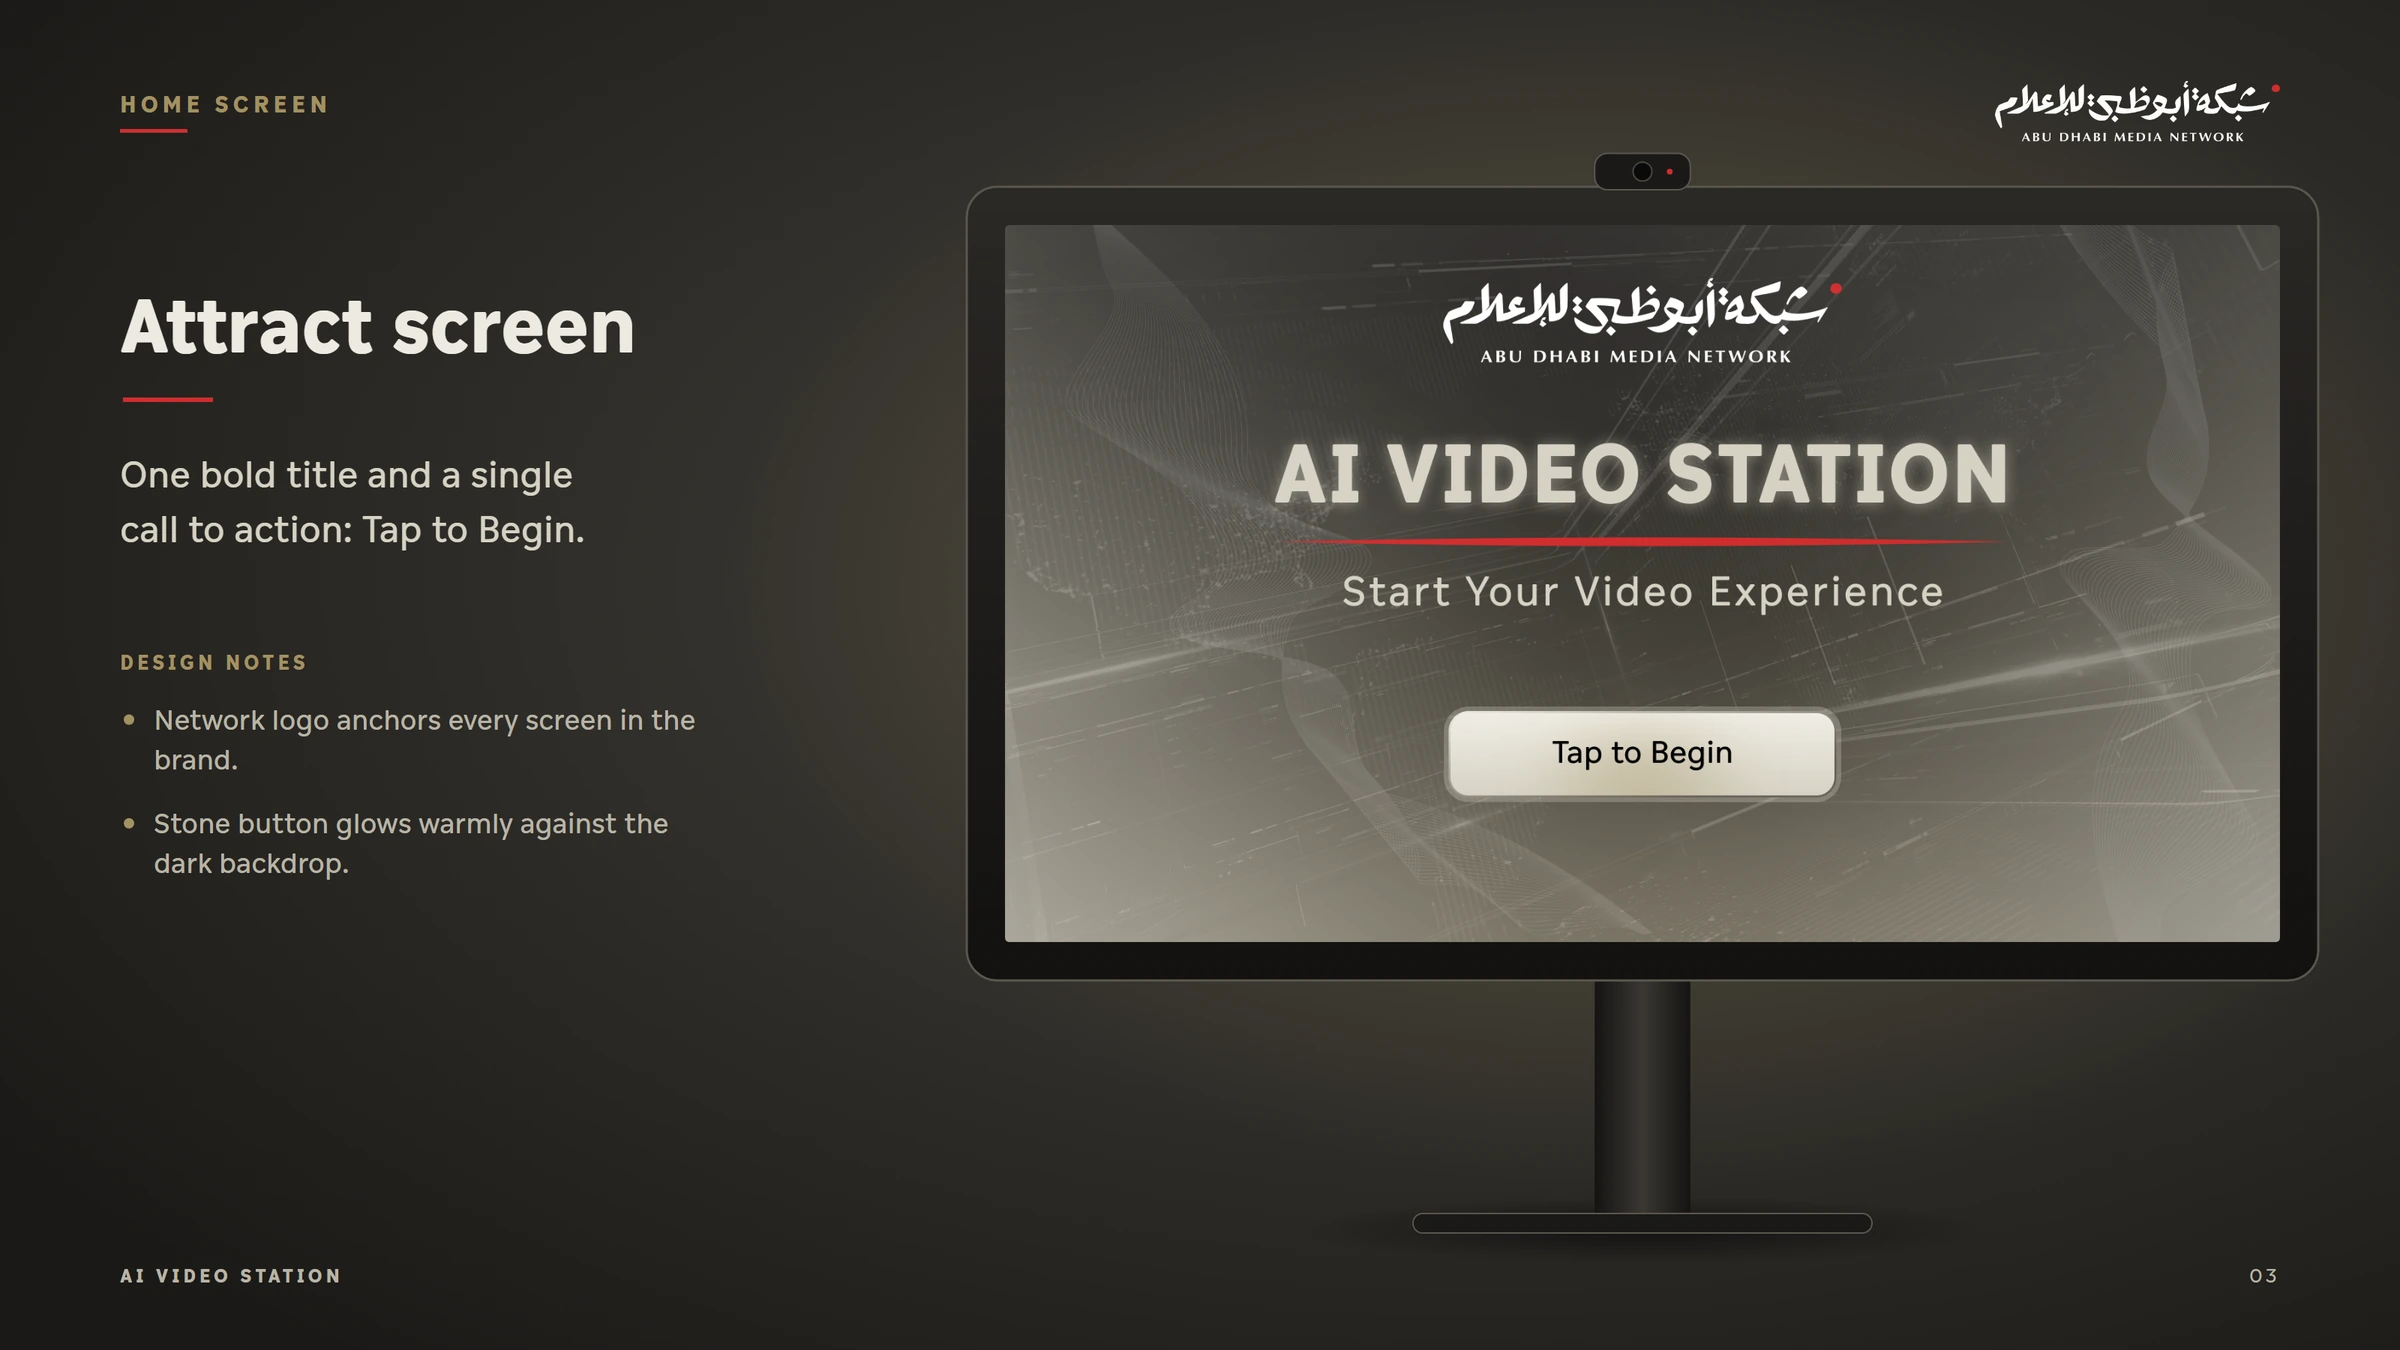 HOME SCREEN
شبكة أبوظبي للإعلام
ABU DHABI MEDIA NETWORK
Attract screen
One bold title and a single
call to action: Tap to Begin.
DESIGN NOTES
Network logo anchors every screen in the
brand.
Stone button glows warmly against the
dark backdrop.
شبكة أبوظبي للإعلام
ABU DHABI MEDIA NETWORK
AI VIDEO STATION
Start Your Video Experience
Tap to Begin
AI VIDEO STATION
03